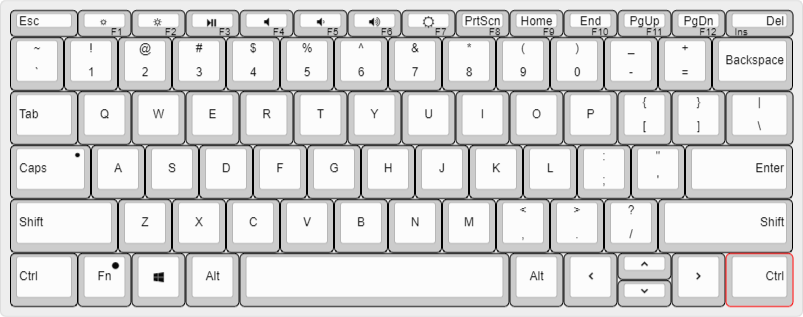 Esc F1 F2 F3 F4 F5 F6 F7 PrtScn F8 Home F9 End F10 PgUp F11 PgDn F12 Del Ins
~ ! @ # $ % ^ & * ( ) _ +
` 1 2 3 4 5 6 7 8 9 0 - = Backspace
{ } |
Tab Q W E R T Y U I O P [ ] \
: "
Caps A S D F G H J K L ; ' Enter
< > ?
Shift Z X C V B N M , . / Shift
Ctrl Fn Alt Alt Ctrl